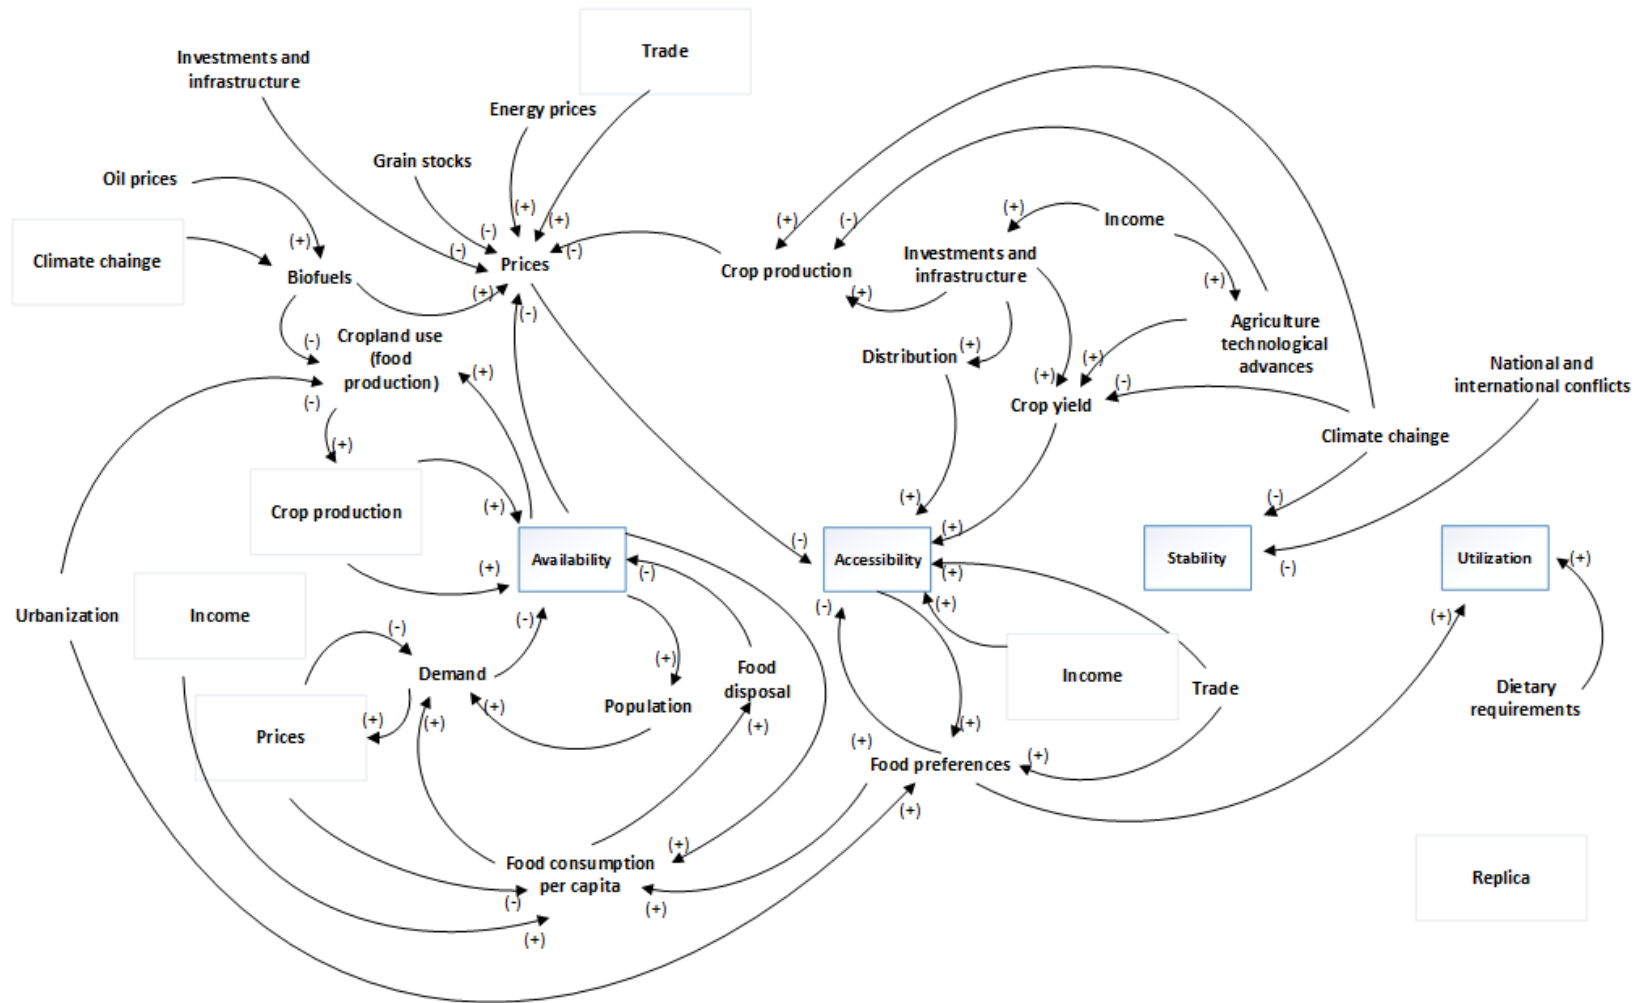 Trade
Investments and
infrastructure
Energy prices
Grain stocks
Oil prices
(+)
(+)
(+)
(-)
(+)
(-)
(-)
(+)
(-)
Climate chainge
Biofuels
Prices
Crop production
Investments and
infrastructure
Income
(+)
(+)
(-)
(+)
(+)
(-)
(-)
Cropland use
(food
production)
(+)
(-)
(+)
Distribution
(+)
Agriculture
technological
advances
(+)
(+)
(-)
Crop yield
National and
international conflicts
Climate chainge
Crop production
(+)
(+)
(+)
(+)
(-)
(-)
(-)
Availability
(-)
Accessibility
(+)
Stability
Utilization
(+)
Urbanization
Income
(-)
(-)
(-)
(+)
(+)
Demand
(+)
Food
disposal
Income
Trade
Dietary
requirements
Population
(+)
Prices
(+)
(+)
(+)
(+)
(+)
Food preferences
(+)
(+)
(+)
Food consumption
per capita
(-)
(+)
(+)
Replica